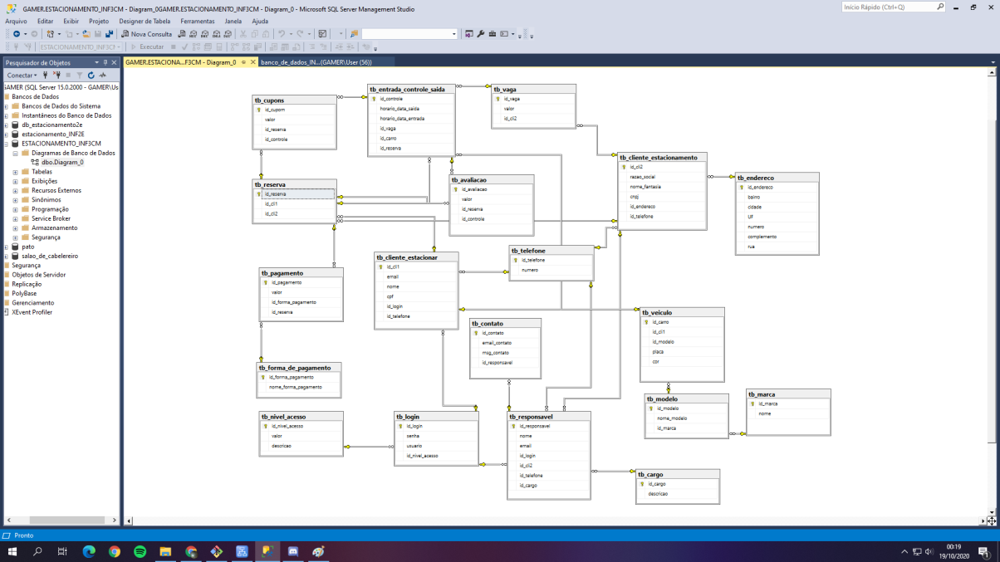 GAMER.ESTACIONAMENTO_INF3CM - Diagram_0GAMER.ESTACIONAMENTO_INF3CM - Diagram_0 - Microsoft SQL Server Management Studio
Início Rápido (Ctrl+Q)
Arquivo Editar Exibir Projeto Designer de Tabela Ferramentas Janela Ajuda
Nova Consulta
ESTACIONAMENTO_INF3CM
Executar
Pesquisador de Objetos
Conectar
GAMER (SQL Server 15.0.2000 - GAMER\Us
Bancos de Dados
Bancos de Dados do Sistema
Instantâneos do Banco de Dados
db_estacionamento2e
estacionamento_INF2E
ESTACIONAMENTO_INF3CM
Diagramas de Banco de Dados
dbo.Diagram_0
Tabelas
Exibições
Recursos Externos
Sinônimos
Programação
Service Broker
Armazenamento
Segurança
pato
salao_de_cabelereiro
Segurança
Objetos de Servidor
Replicação
PolyBase
Gerenciamento
XEvent Profiler
GAMER.ESTACIONA...F3CM - Diagram_0
banco_de_dados_IN...(GAMER\User (56))
tb_cupons
id_cupom
valor
id_reserva
id_controle
tb_entrada_controle_saida
id_controle
horario_data_saida
horario_data_entrada
id_vaga
id_carro
id_reserva
tb_vaga
id_vaga
valor
id_cli2
tb_cliente_estacionamento
id_cli2
razao_social
nome_fantasia
cnpj
id_endereco
id_telefone
tb_endereco
id_endereco
bairro
cidade
UF
numero
complemento
rua
tb_reserva
id_reserva
id_cli1
id_cli2
tb_avaliacao
id_avaliacao
valor
id_reserva
id_controle
tb_cliente_estacionar
id_cli1
email
nome
cpf
id_login
id_telefone
tb_telefone
id_telefone
numero
tb_pagamento
id_pagamento
valor
id_forma_pagamento
id_reserva
tb_contato
id_contato
email_contato
msg_contato
id_responsavel
tb_veiculo
id_carro
id_cli1
id_modelo
placa
cor
tb_forma_de_pagamento
id_forma_pagamento
nome_forma_pagamento
tb_modelo
id_modelo
nome_modelo
id_marca
tb_marca
id_marca
nome
tb_nivel_acesso
id_nivel_acesso
valor
descricao
tb_login
id_login
senha
usuario
id_nivel_acesso
tb_responsavel
id_responsavel
nome
email
id_login
id_cli2
id_telefone
id_cargo
tb_cargo
id_cargo
descricao
Pronto
00:19
19/10/2020
1